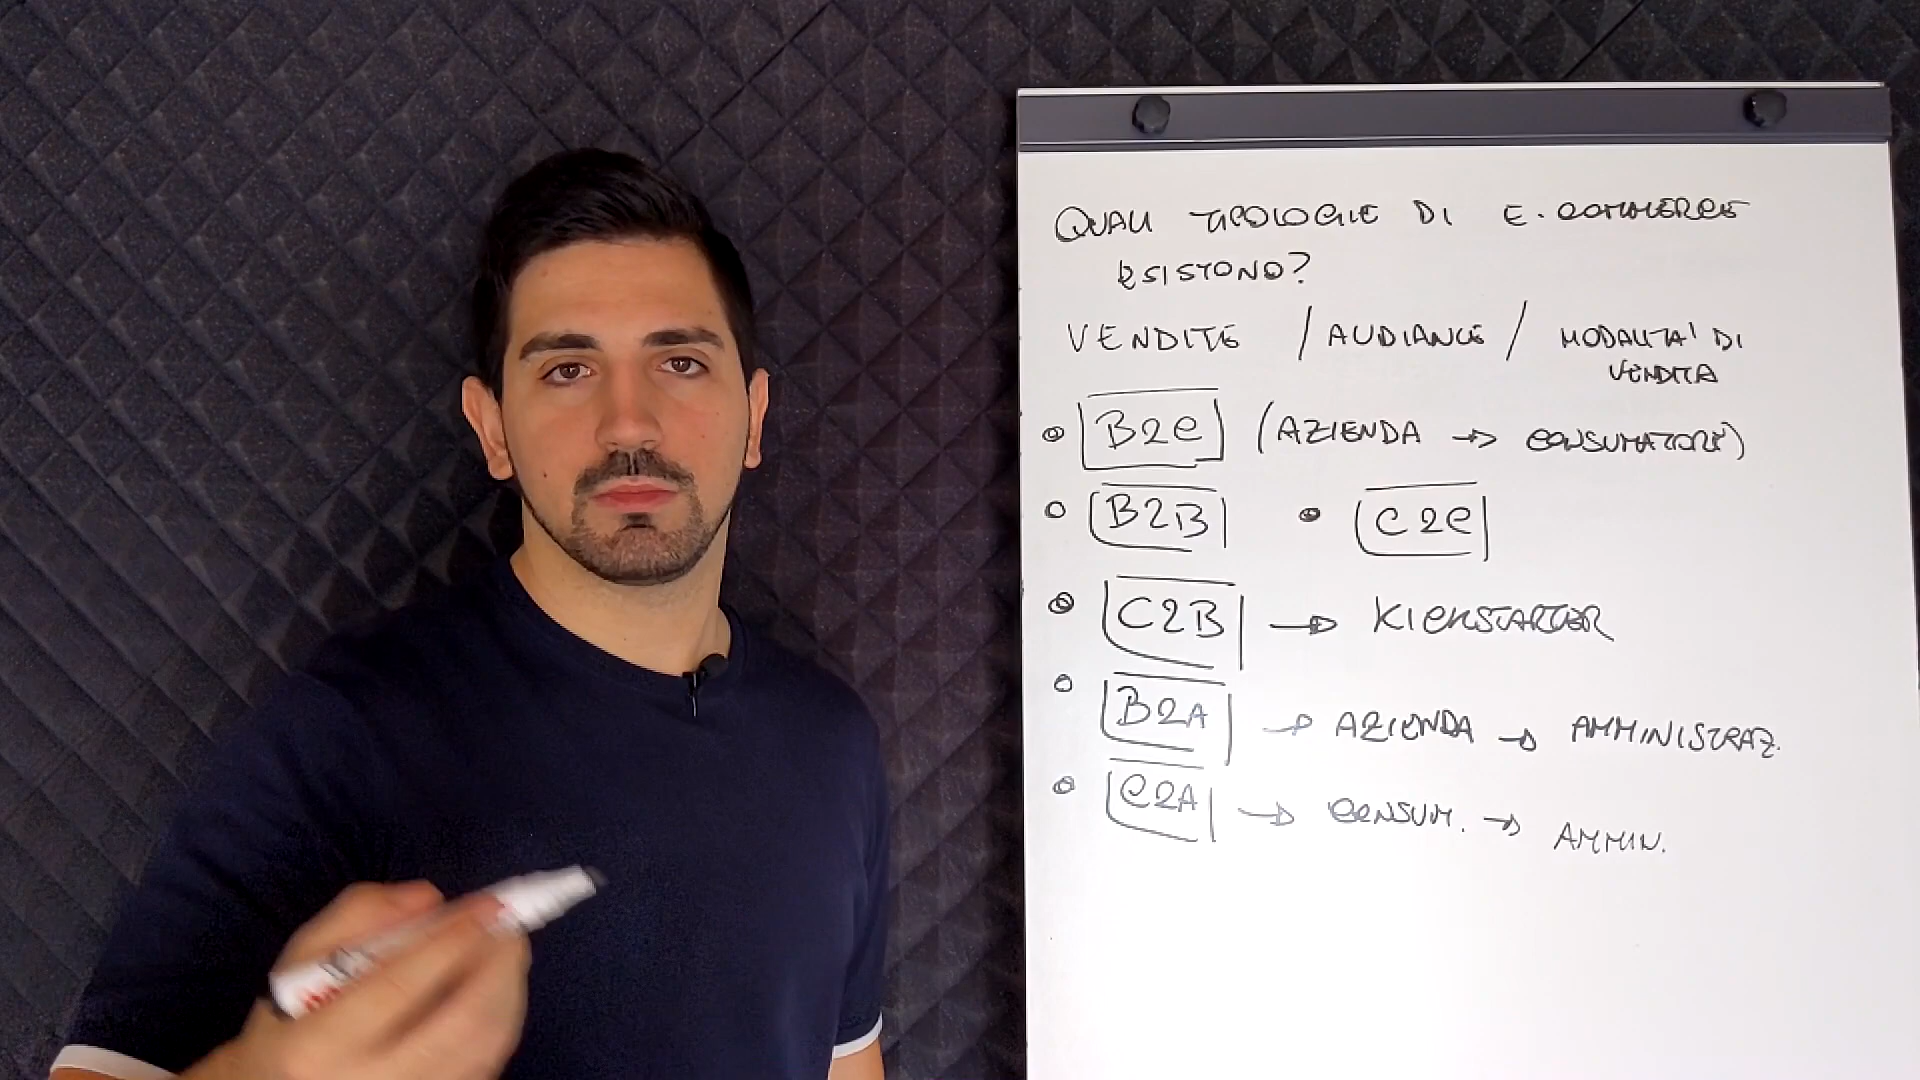 QUALI TIPOLOGIE DI E-COMMERCE
ESISTONO?
VENDITE / AUDIANCE / MODALITA' DI
VENDITA
B2C (AZIENDA → CONSUMATORE)
B2B C2C
C2B → KICKSTARTER
B2A → AZIENDA → AMMINISTRAZ.
C2A → CONSUM. → AMMIN.